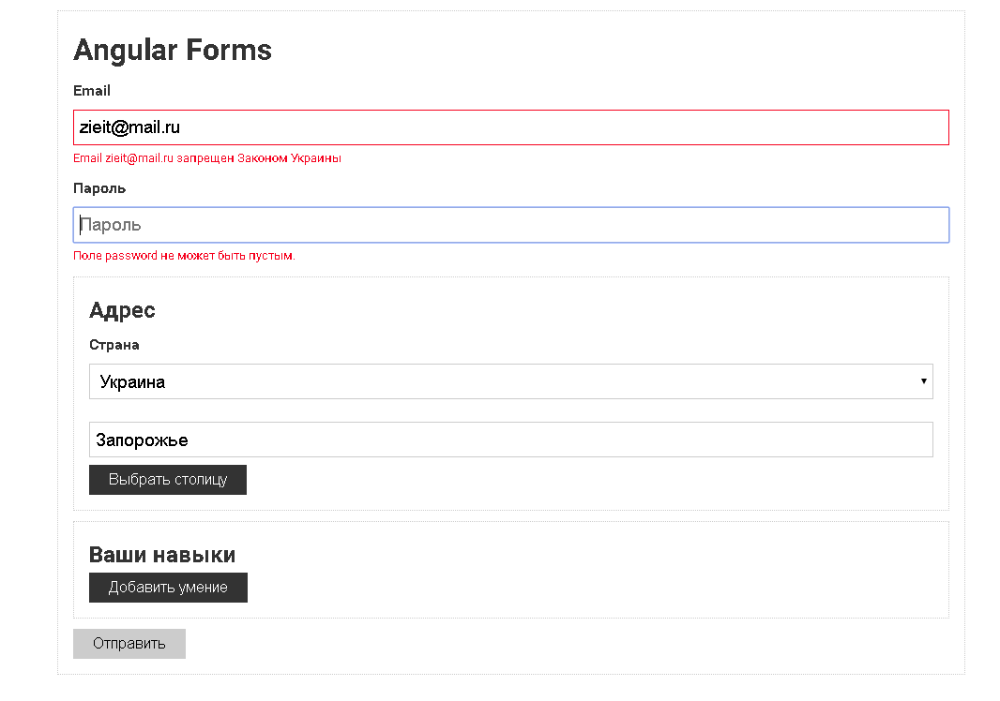 Angular Forms
Email
zieit@mail.ru
Email zieit@mail.ru запрещен Законом Украины
Пароль
Пароль
Поле password не может быть пустым.
Адрес
Страна
Украина
Запорожье
Выбрать столицу
Ваши навыки
Добавить умение
Отправить